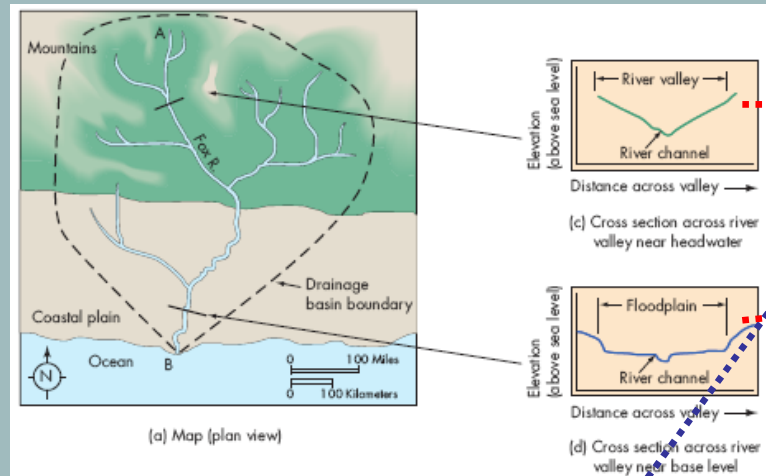 Mountains
A
Fox R.
Drainage
basin boundary
Coastal plain
Ocean
B
N
0 100 Miles
0 100 Kilometers
(a) Map (plan view)
Elevation
(above sea level)
River valley
River channel
Distance across valley
(c) Cross section across river
valley near headwater
Elevation
(above sea level)
Floodplain
River channel
Distance across valley
(d) Cross section across river
valley near base level